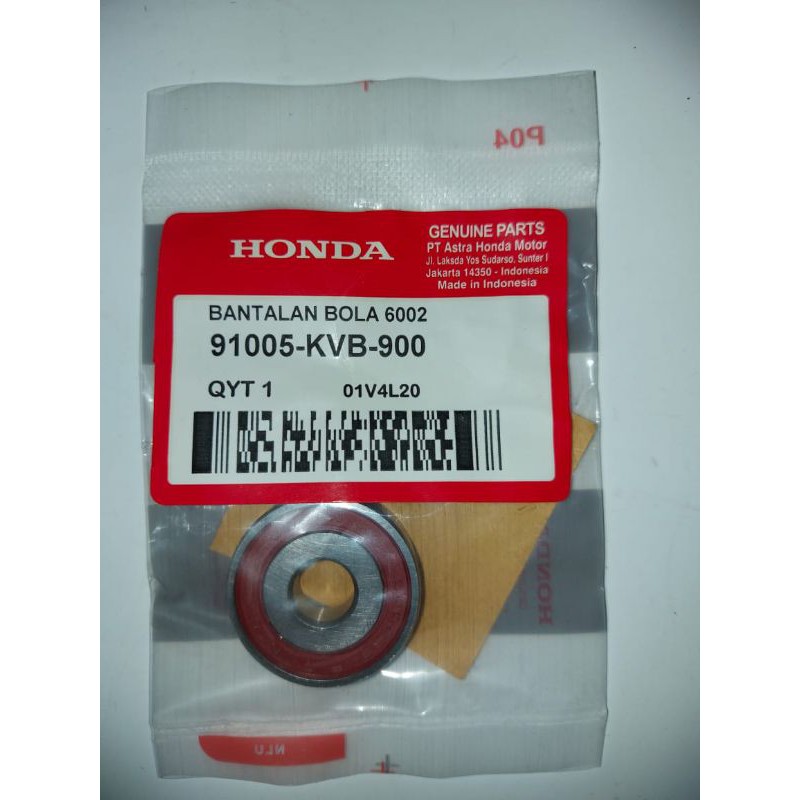 P04
HONDA
GENUINE PARTS
PT Astra Honda Motor
Jl. Laksda Yos Sudarso, Sunter I
Jakarta 14350 - Indonesia
Made in Indonesia
BANTALAN BOLA 6002
91005-KVB-900
QYT 1 01V4L20
HONDA
NLU